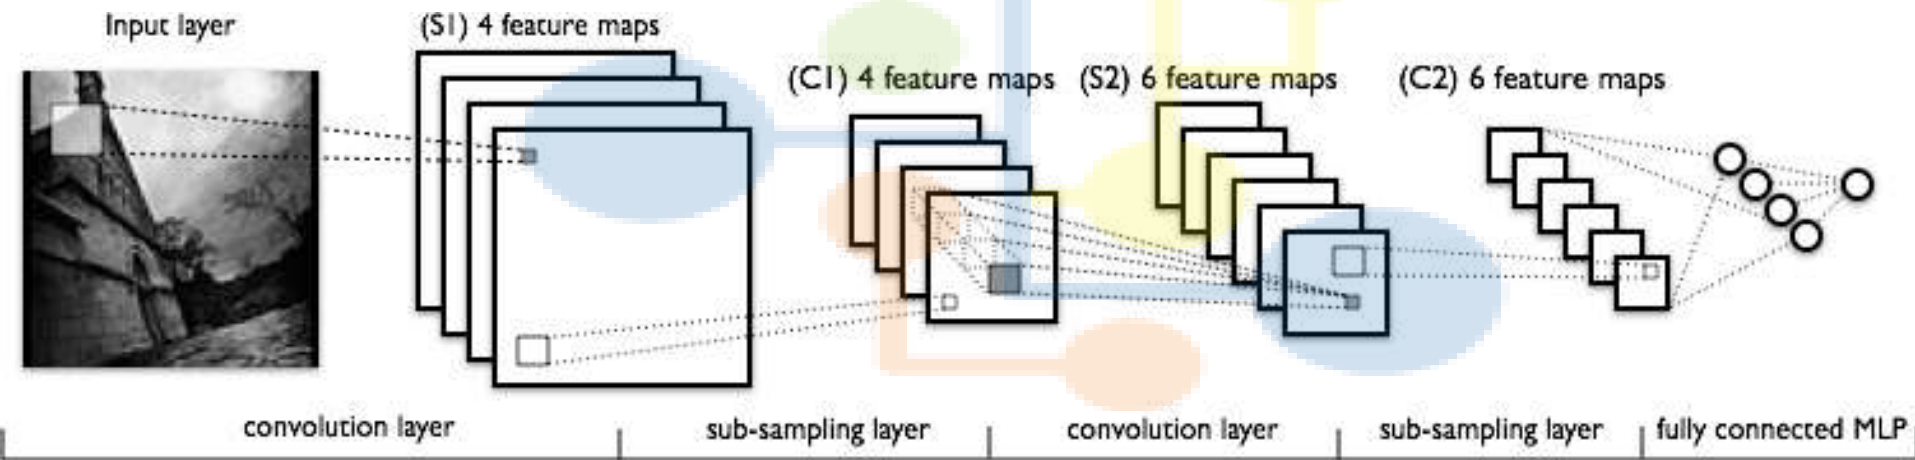 Input layer
(S1) 4 feature maps
(C1) 4 feature maps
(S2) 6 feature maps
(C2) 6 feature maps
convolution layer
sub-sampling layer
convolution layer
sub-sampling layer
fully connected MLP